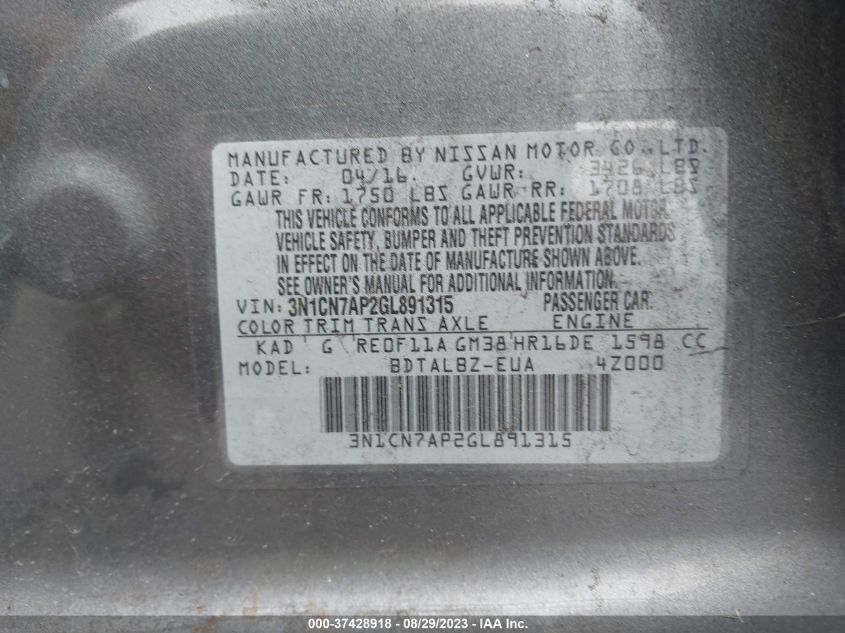 MANUFACTURED BY NISSAN MOTOR CO., LTD.
DATE: 04/16. GVWR: 3426 LBS
GAWR FR: 1750 LBS GAWR RR: 1708 LBS
THIS VEHICLE CONFORMS TO ALL APPLICABLE FEDERAL MOTOR
VEHICLE SAFETY, BUMPER AND THEFT PREVENTION STANDARDS
IN EFFECT ON THE DATE OF MANUFACTURE SHOWN ABOVE.
SEE OWNER'S MANUAL FOR ADDITIONAL INFORMATION.
VIN: 3N1CN7AP2GL891315 PASSENGER CAR
COLOR TRIM TRANS AXLE ENGINE
KAD G RE0F11A GM38 HR16DE 1598 CC
MODEL: BDTALBZ-EUA 4Z000
3N1CN7AP2GL891315
000-37428918 - 08/29/2023 - IAAI.com